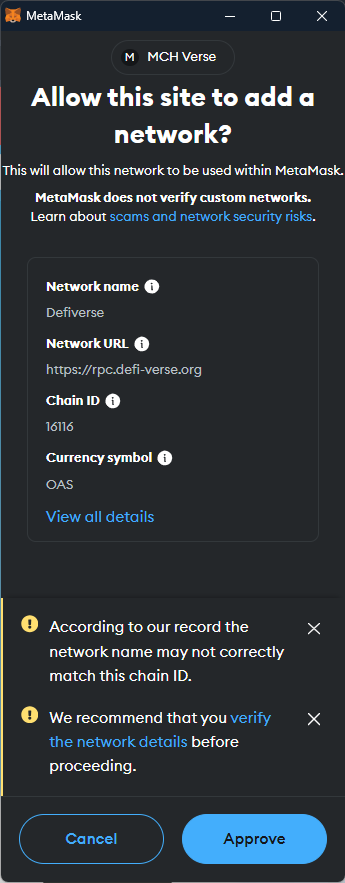 MetaMask
M MCH Verse
Allow this site to add a
network?
This will allow this network to be used within MetaMask.
MetaMask does not verify custom networks.
Learn about scams and network security risks.
Network name
Defiverse
Network URL
https://rpc.defi-verse.org
Chain ID
16116
Currency symbol
OAS
View all details
According to our record the
network name may not correctly
match this chain ID.
We recommend that you verify
the network details before
proceeding.
Cancel
Approve